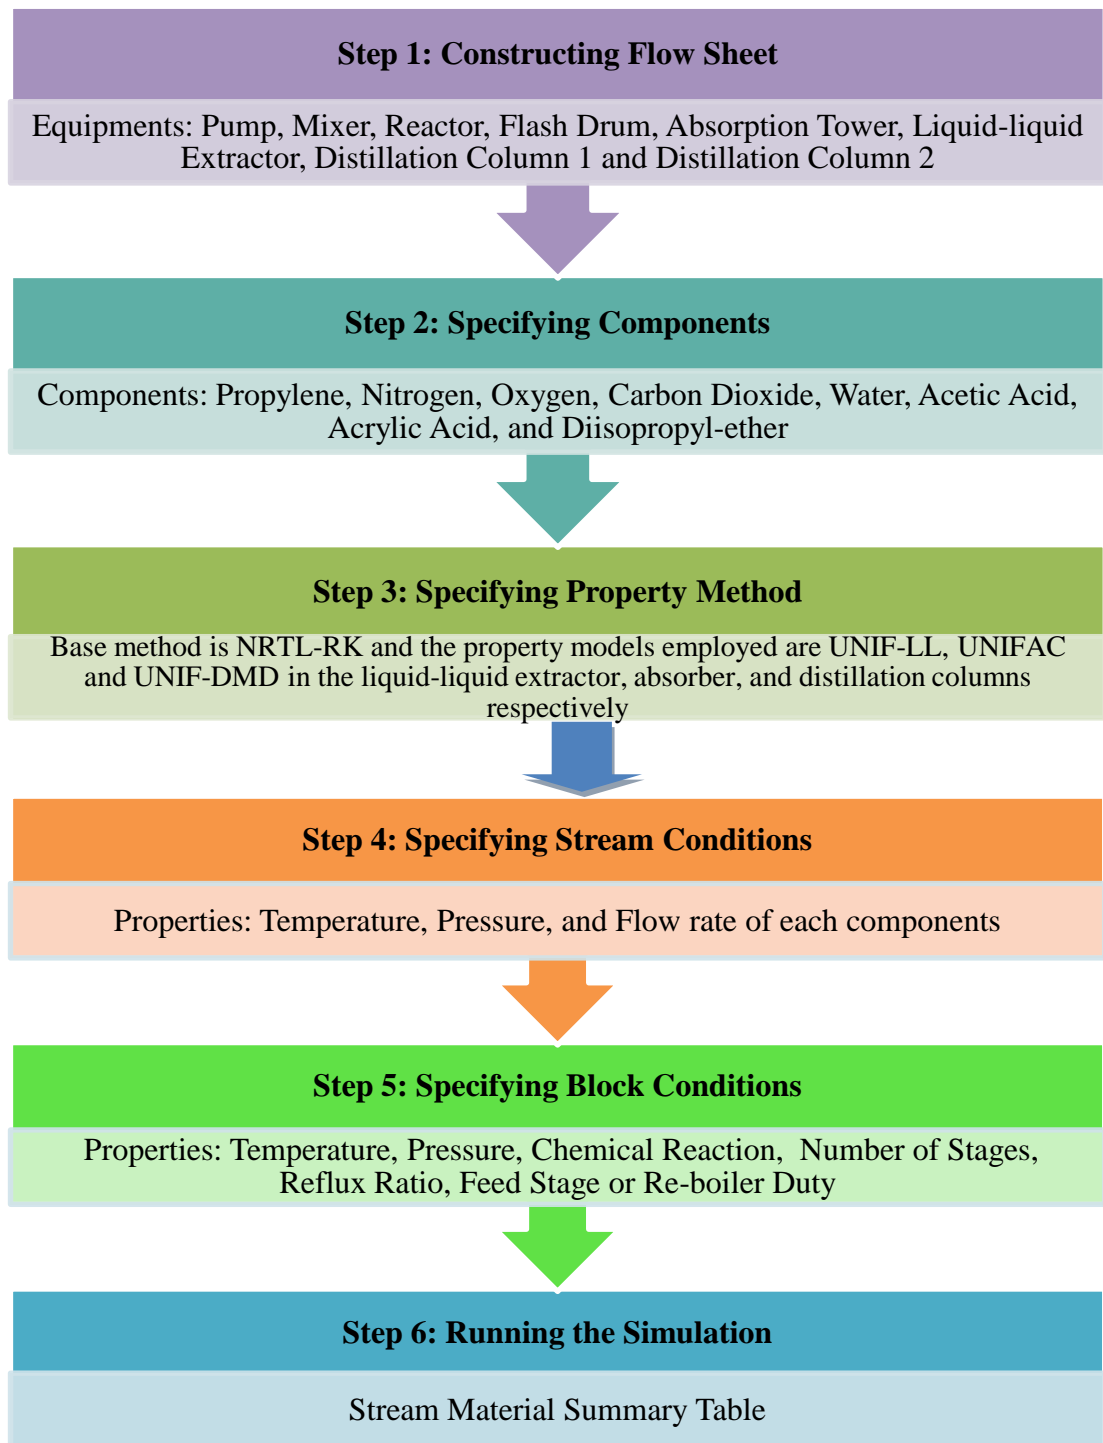 Step 1: Constructing Flow Sheet
Equipments: Pump, Mixer, Reactor, Flash Drum, Absorption Tower, Liquid-liquid
Extractor, Distillation Column 1 and Distillation Column 2
Step 2: Specifying Components
Components: Propylene, Nitrogen, Oxygen, Carbon Dioxide, Water, Acetic Acid,
Acrylic Acid, and Diisopropyl-ether
Step 3: Specifying Property Method
Base method is NRTL-RK and the property models employed are UNIF-LL, UNIFAC
and UNIF-DMD in the liquid-liquid extractor, absorber, and distillation columns
respectively
Step 4: Specifying Stream Conditions
Properties: Temperature, Pressure, and Flow rate of each components
Step 5: Specifying Block Conditions
Properties: Temperature, Pressure, Chemical Reaction,  Number of Stages,
Reflux Ratio, Feed Stage or Re-boiler Duty
Step 6: Running the Simulation
Stream Material Summary Table